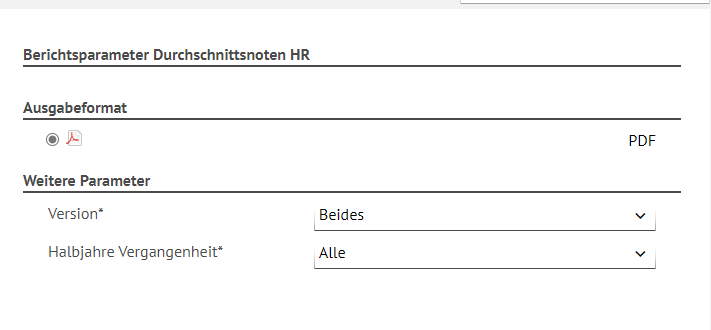 Berichtsparameter Durchschnittsnoten HR
Ausgabeformat
PDF
Weitere Parameter
Version* Beides
Halbjahre Vergangenheit* Alle